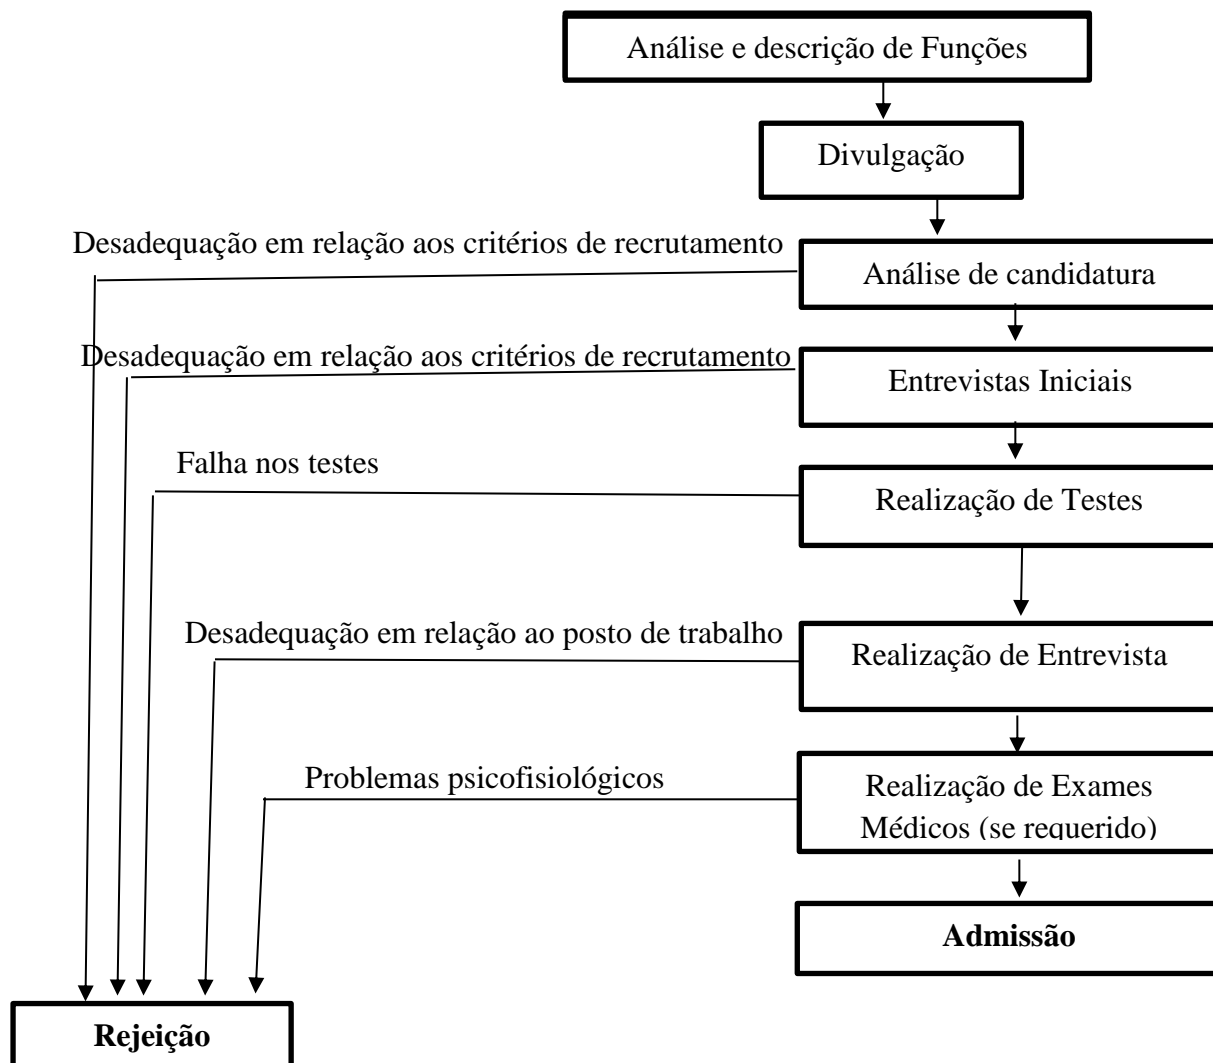 Análise e descrição de Funções
Divulgação
Desadequação em relação aos critérios de recrutamento
Análise de candidatura
Desadequação em relação aos critérios de recrutamento
Entrevistas Iniciais
Falha nos testes
Realização de Testes
Desadequação em relação ao posto de trabalho
Realização de Entrevista
Problemas psicofisiológicos
Realização de Exames
Médicos (se requerido)
Admissão
Rejeição